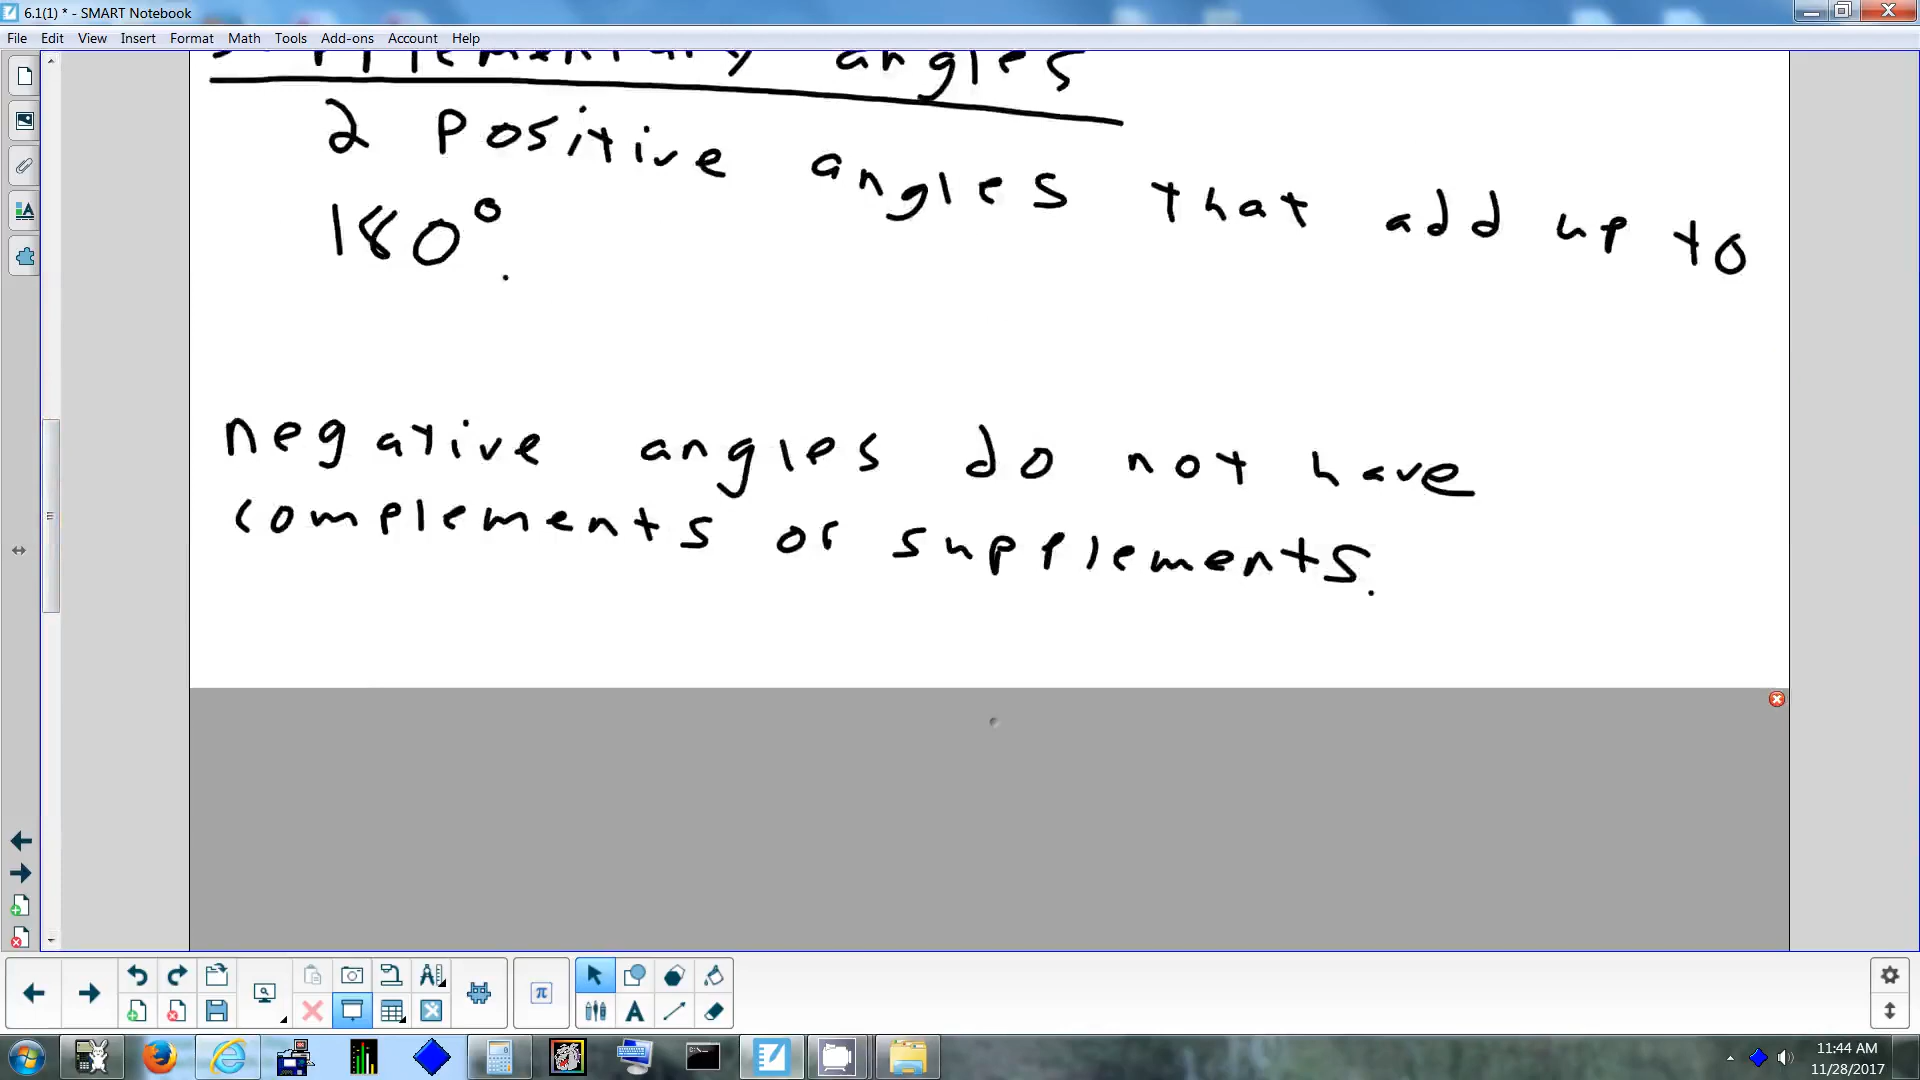 6.1(1) * - SMART Notebook
File Edit View Insert Format Math Tools Add-ons Account Help
supplementary angles
2 Positive angles that add up to
180°.
negative angles do not have
complements or supplements.
11:44 AM
11/28/2017